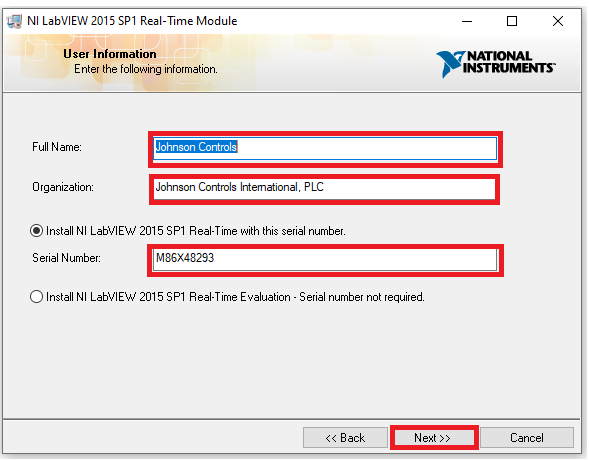 NI LabVIEW 2015 SP1 Real-Time Module
User Information
Enter the following information.
NATIONAL
INSTRUMENTS
Full Name:
Johnson Controls
Organization:
Johnson Controls International, PLC
Install NI LabVIEW 2015 SP1 Real-Time with this serial number.
Serial Number:
M86X48293
Install NI LabVIEW 2015 SP1 Real-Time Evaluation - Serial number not required.
<< Back
Next >>
Cancel